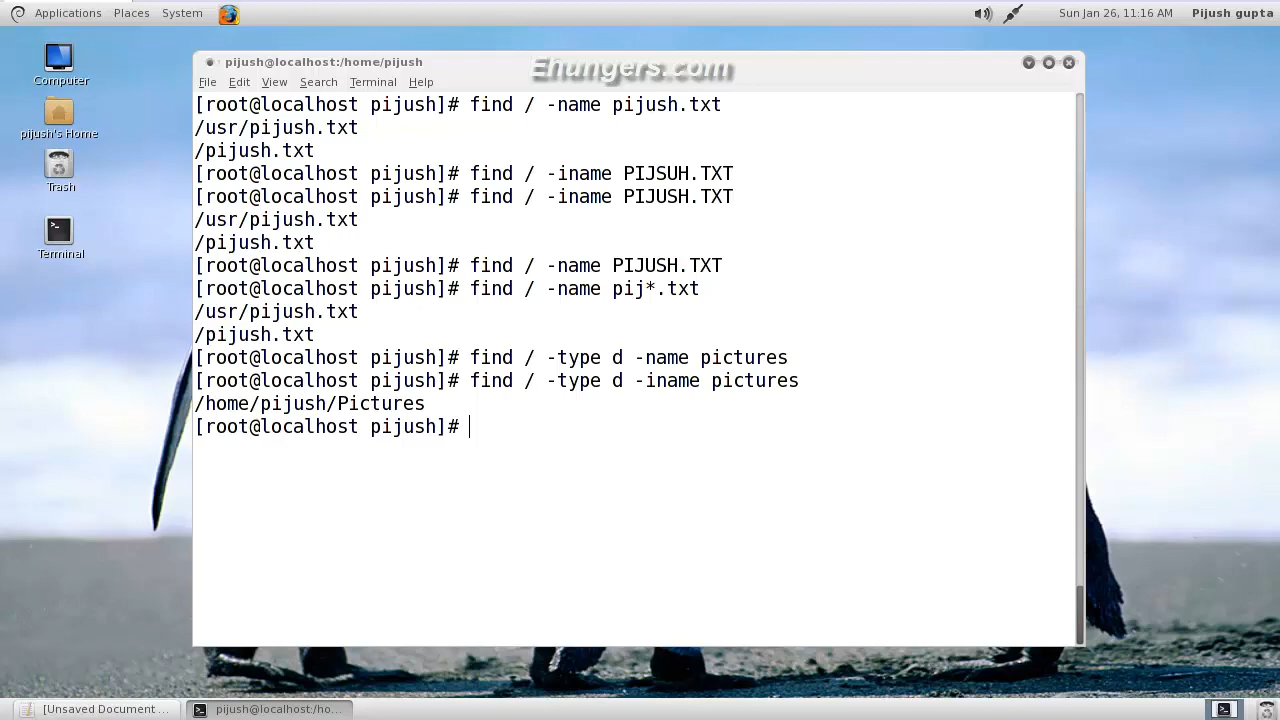 Applications Places System
Sun Jan 26, 11:16 AM Pijush gupta
Computer
pijush's Home
Trash
Terminal
pijush@localhost:/home/pijush
Ehungers.com
File Edit View Search Terminal Help
[root@localhost pijush]# find / -name pijush.txt
/usr/pijush.txt
/pijush.txt
[root@localhost pijush]# find / -iname PIJSUH.TXT
[root@localhost pijush]# find / -iname PIJUSH.TXT
/usr/pijush.txt
/pijush.txt
[root@localhost pijush]# find / -name PIJUSH.TXT
[root@localhost pijush]# find / -name pij*.txt
/usr/pijush.txt
/pijush.txt
[root@localhost pijush]# find / -type d -name pictures
[root@localhost pijush]# find / -type d -iname pictures
/home/pijush/Pictures
[root@localhost pijush]#
[Unsaved Document ...
pijush@localhost:/ho...